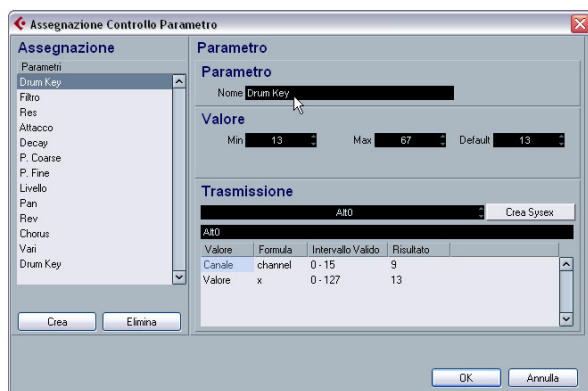 Assegnazione Controllo Parametro
Assegnazione
Parametri
Drum Key
Filtro
Res
Attacco
Decay
P. Coarse
P. Fine
Livello
Pan
Rev
Chorus
Vari
Drum Key
Crea Elimina
Parametro
Parametro
Nome Drum Key
Valore
Min 13 Max 67 Default 13
Trasmissione
Alt0 Crea Sysex
Alt0
Valore Formula Intervallo Valido Risultato
Canale channel 0 - 15 9
Valore x 0 - 127 13
OK Annulla